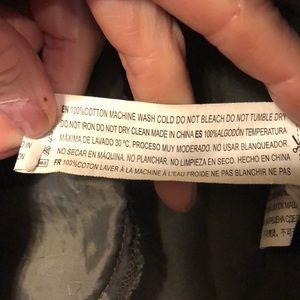 EN 100%COTTON MACHINE WASH COLD DO NOT BLEACH DO NOT TUMBLE DRY
DO NOT IRON DO NOT DRY CLEAN MADE IN CHINA ES 100%ALGODÓN TEMPERATURA
MÁXIMA DE LAVADO 30 ºC. PROCESO MUY MODERADO. NO USAR BLANQUEADOR.
NO SECAR EN MÁQUINA. NO PLANCHAR. NO LIMPIEZA EN SECO. HECHO EN CHINA
FR 100%COTON LAVER À LA MACHINE À L'EAU FROIDE NE PAS BLANCHIR NE PAS